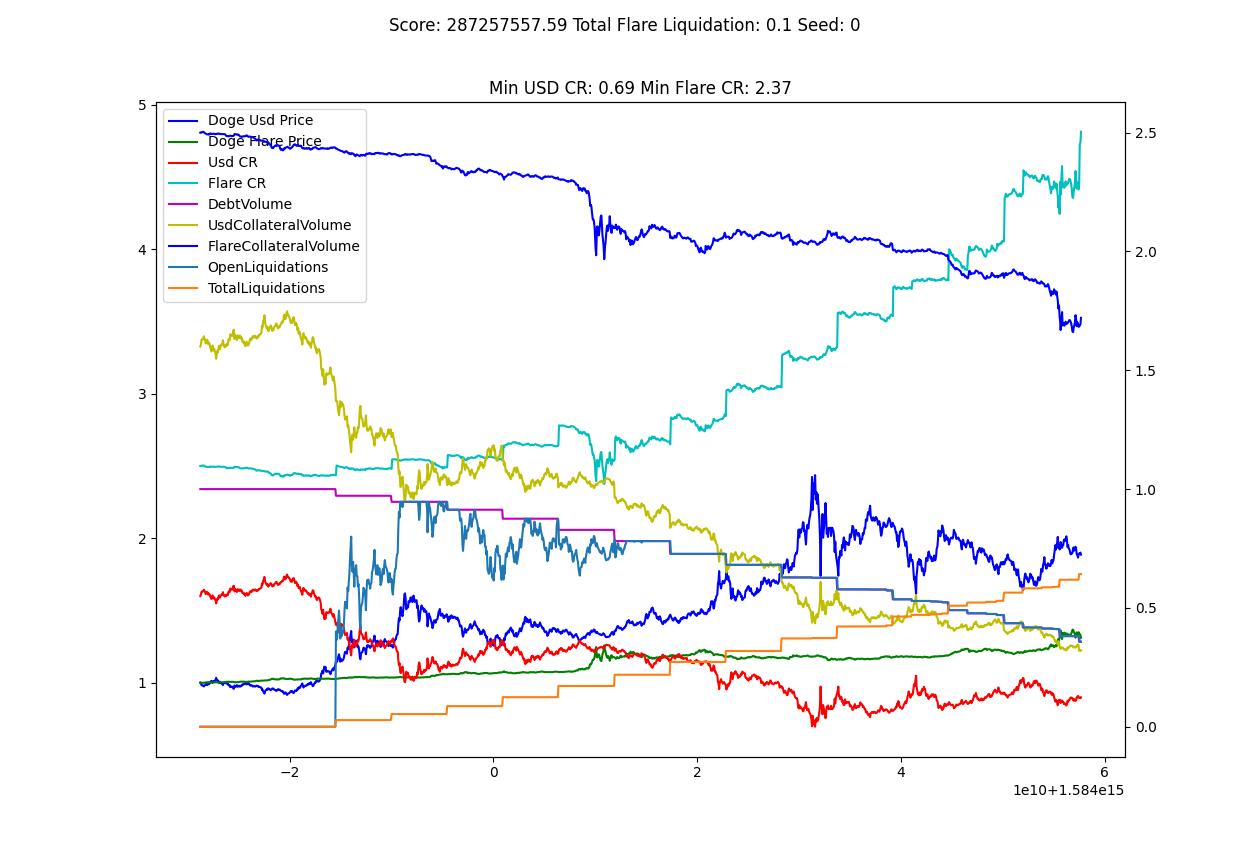 Score: 287257557.59 Total Flare Liquidation: 0.1 Seed: 0
Min USD CR: 0.69 Min Flare CR: 2.37
Doge Usd Price
Doge Flare Price
Usd CR
Flare CR
DebtVolume
UsdCollateralVolume
FlareCollateralVolume
OpenLiquidations
TotalLiquidations
5
4
3
2
1
2.5
2.0
1.5
1.0
0.5
0.0
−2 0 2 4 6
1e10+1.584e15